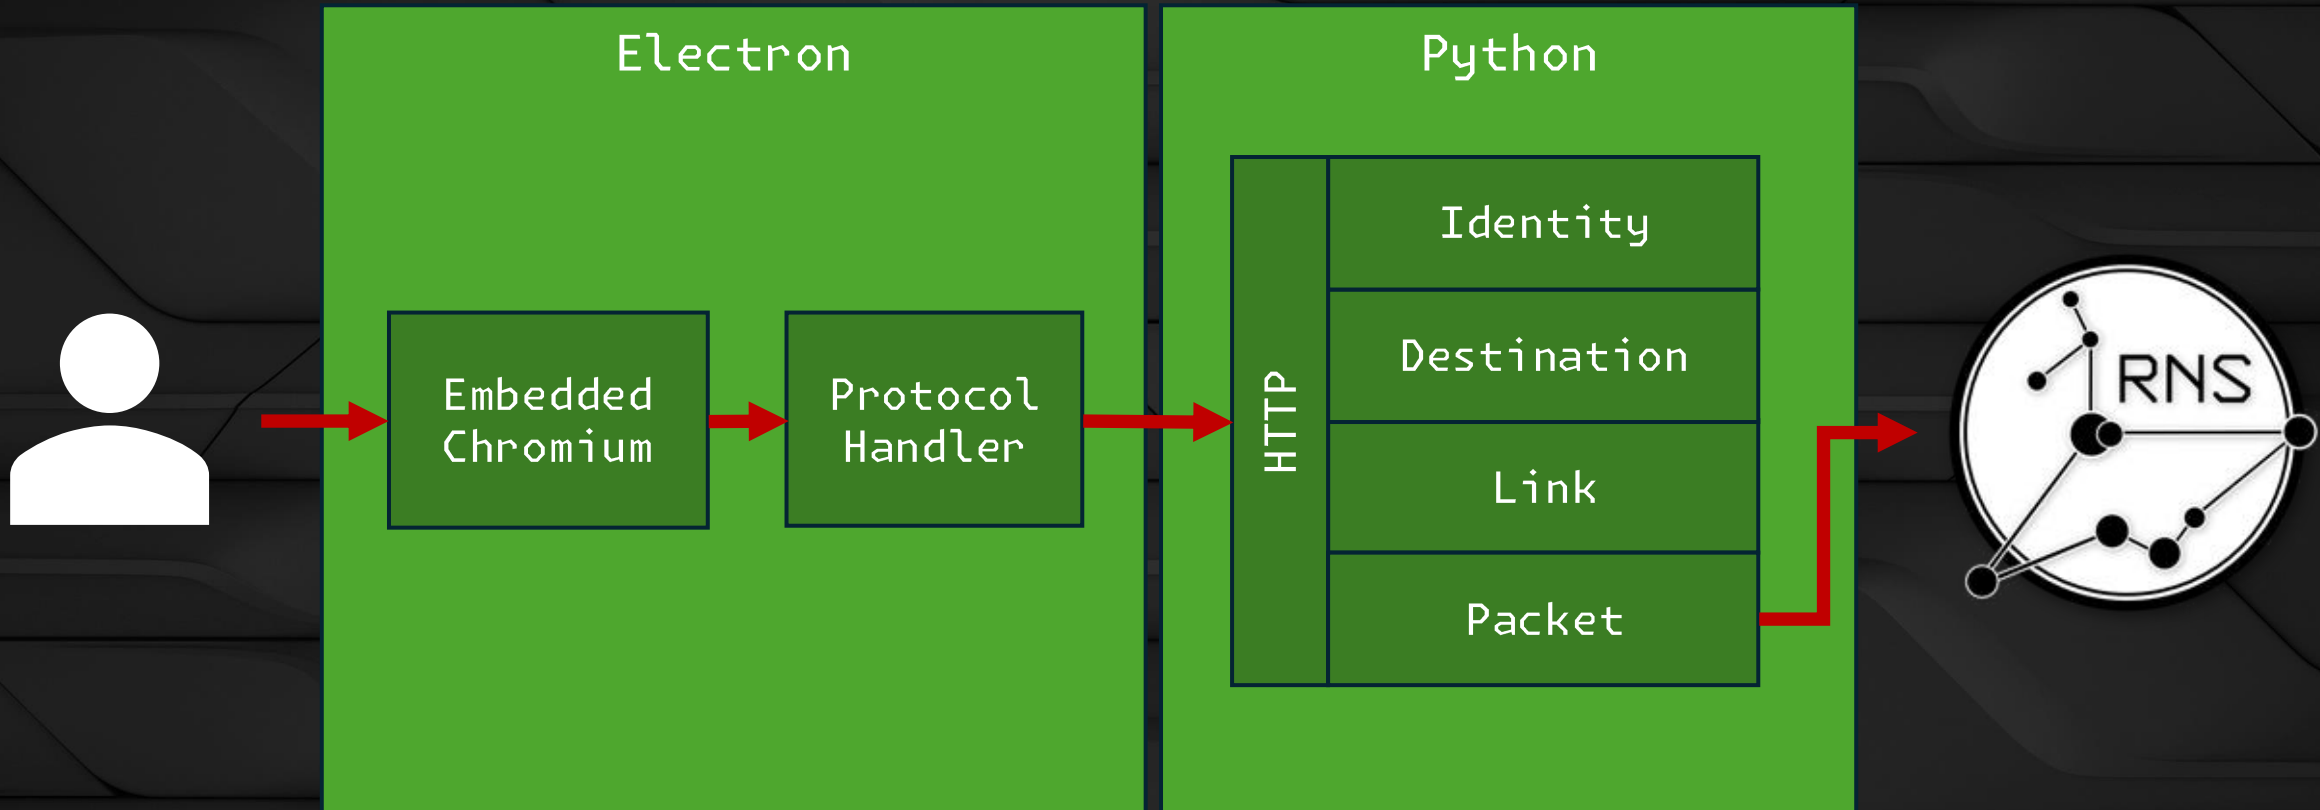 Electron
Embedded
Chromium
Protocol
Handler
Python
HTTP
Identity
Destination
Link
Packet
RNS